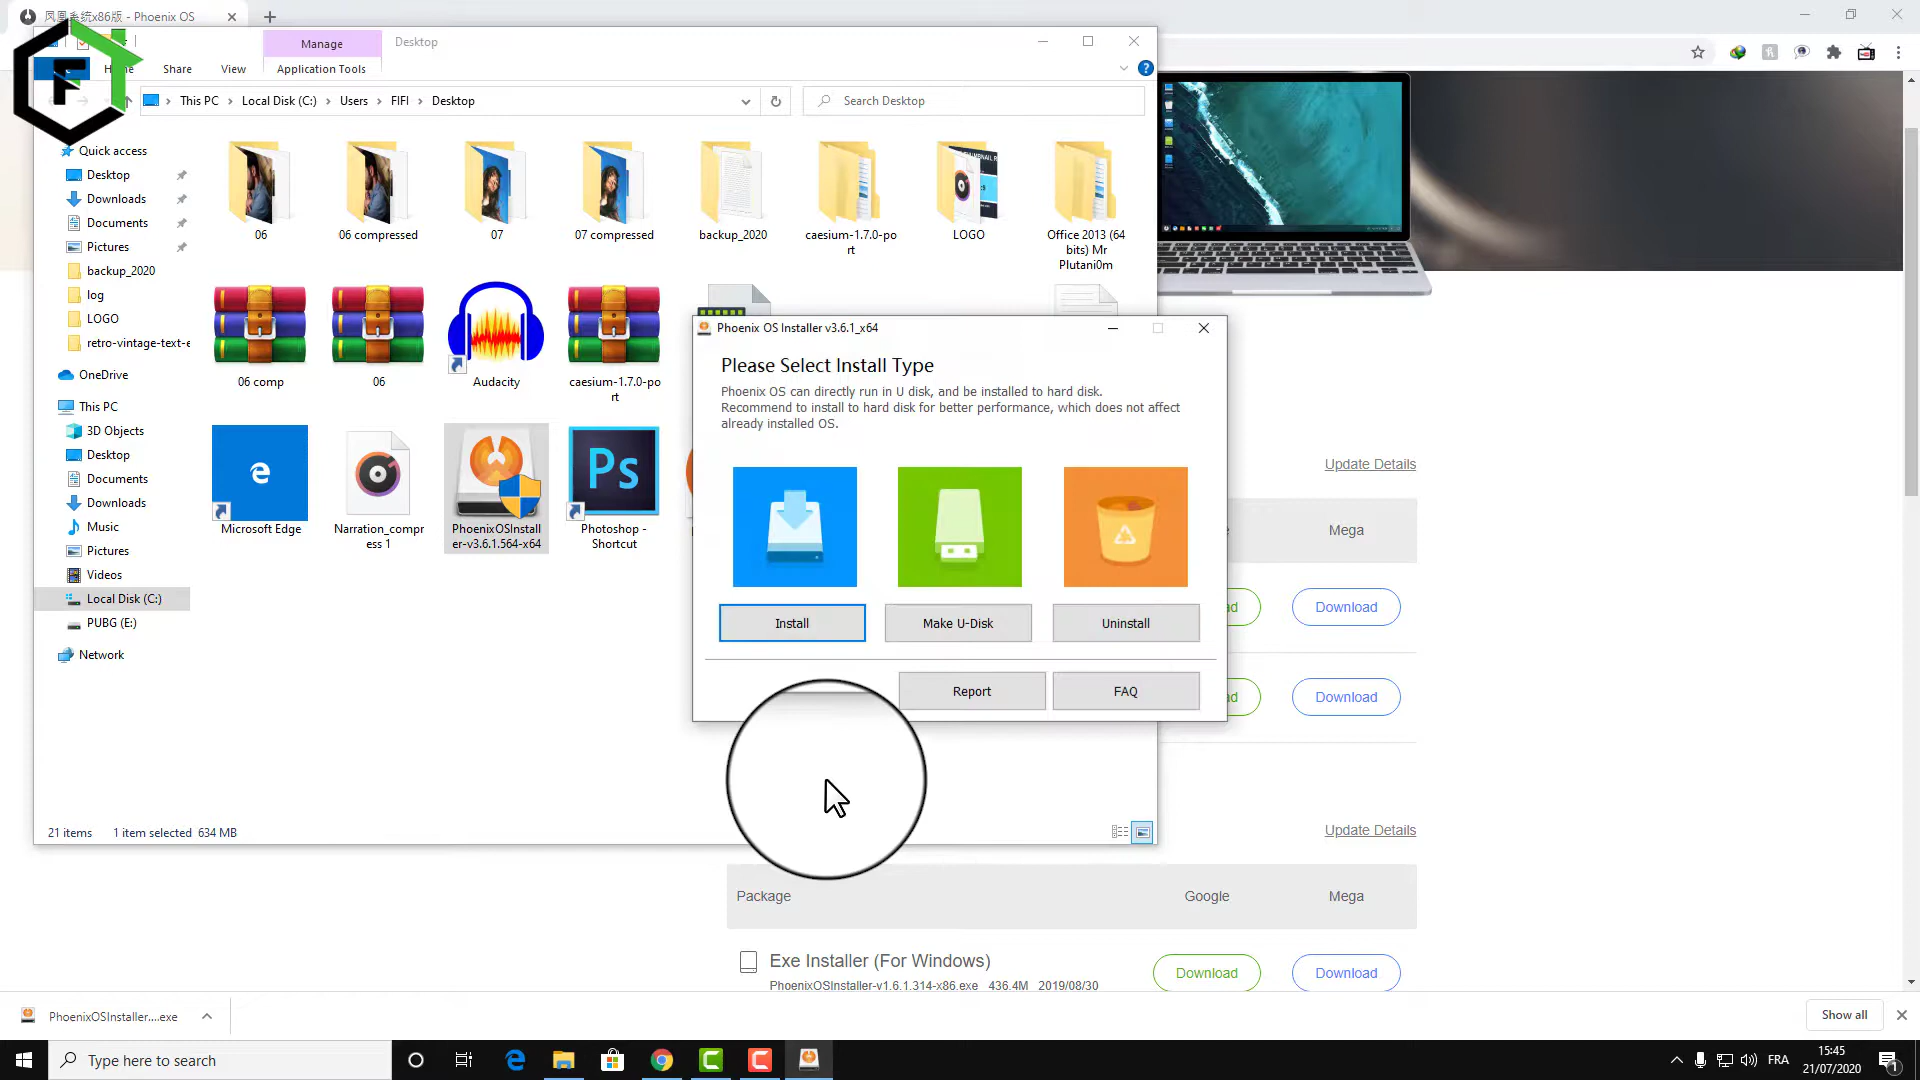 凤凰系统x86版 - Phoenix OS
Manage
Desktop
Share
View
Application Tools
This PC
Local Disk (C:)
Users
FIFI
Desktop
Search Desktop
Quick access
Desktop
Downloads
Documents
Pictures
backup_2020
log
LOGO
retro-vintage-text-e
OneDrive
This PC
3D Objects
Desktop
Documents
Downloads
Music
Pictures
Videos
Local Disk (C:)
PUBG (E:)
Network
06
06 compressed
07
07 compressed
backup_2020
caesium-1.7.0-po
rt
LOGO
Office 2013 (64
bits) Mr
Plutani0m
06 comp
06
Audacity
caesium-1.7.0-po
rt
Microsoft Edge
Narration_compr
ess 1
PhoenixOSInstall
er-v3.6.1.564-x64
Ps
Photoshop -
Shortcut
21 items
1 item selected 634 MB
Phoenix OS Installer v3.6.1_x64
Please Select Install Type
Phoenix OS can directly run in U disk, and be installed to hard disk.
Recommend to install to hard disk for better performance, which does not affect
already installed OS.
Install
Make U-Disk
Uninstall
Report
FAQ
Update Details
Mega
Download
Download
Update Details
Package
Google
Mega
Exe Installer (For Windows)
PhoenixOSInstaller-v1.6.1.314-x86.exe 436.4M 2019/08/30
Download
Download
PhoenixOSInstaller....exe
Show all
Type here to search
FRA
15:45
21/07/2020
1